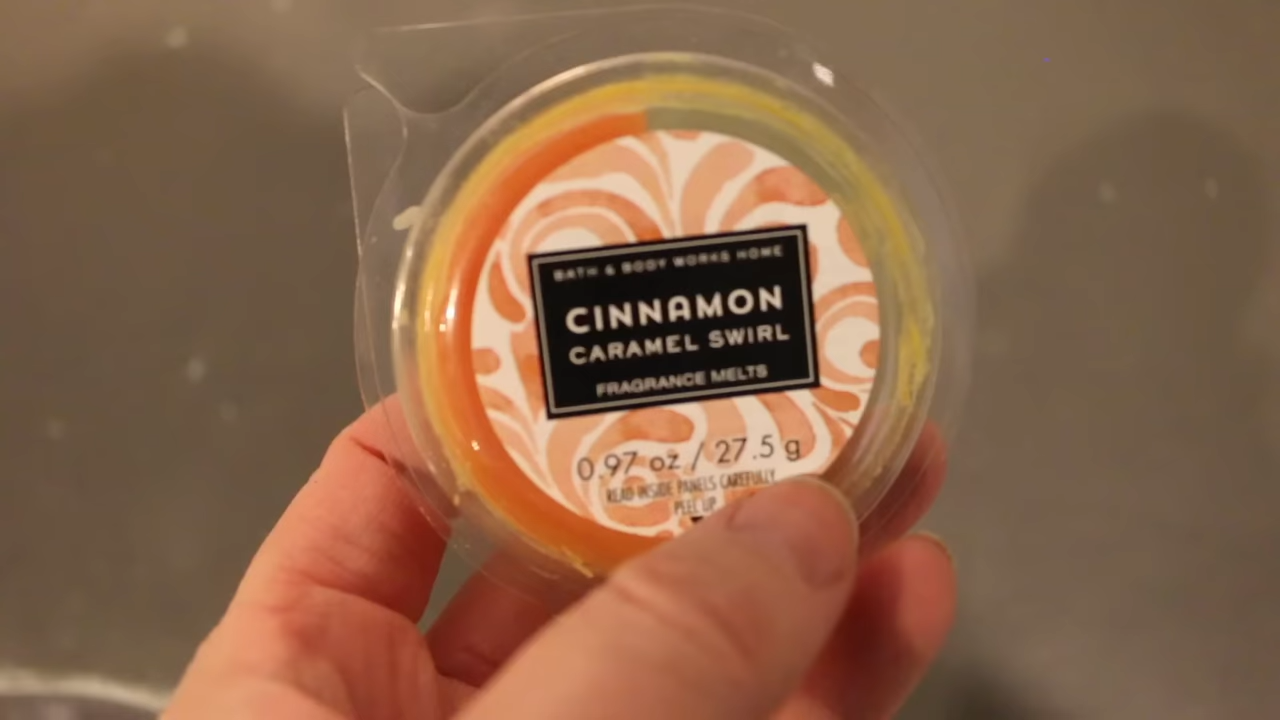 BATH & BODY WORKS HOME
CINNAMON
CARAMEL SWIRL
FRAGRANCE MELTS
0.97 oz / 27.5 g
READ INSIDE PANELS CAREFULLY
PEEL UP